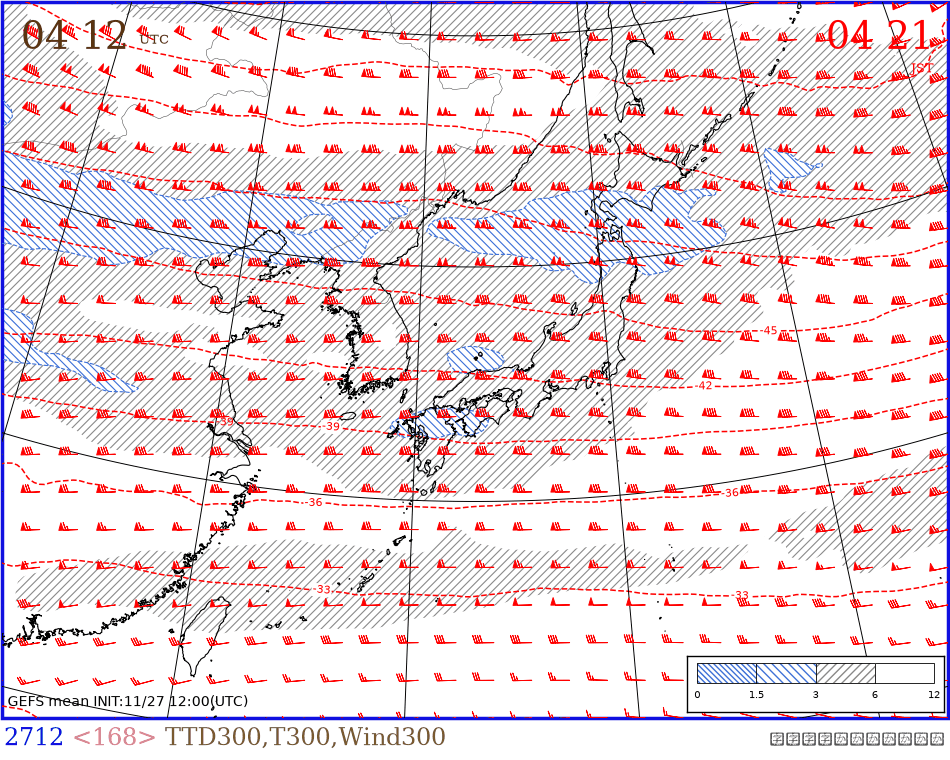 04 12 UTC
04 21
JST
-45
-42
-39
-39
-36
-36
-33
-33
0 1.5 3 6 12
GEFS mean INIT:11/27 12:00(UTC)
2712 <168> TTD300,T300,Wind300